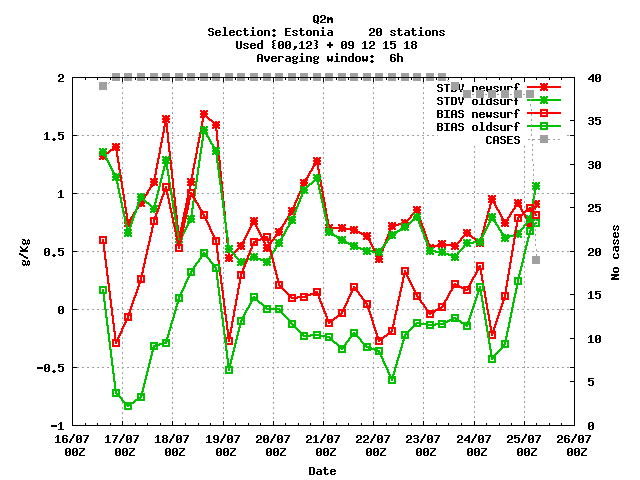 Q2m
Selection: Estonia 20 stations
Used {00,12} + 09 12 15 18
Averaging window: 6h
2 40
STDV newsurf
STDV oldsurf
BIAS newsurf
BIAS oldsurf
CASES
1.5 35
30
1 25
0.5 20
15
0 10
-0.5 5
-1 0
g/Kg
No cases
16/07 17/07 18/07 19/07 20/07 21/07 22/07 23/07 24/07 25/07 26/07
00Z 00Z 00Z 00Z 00Z 00Z 00Z 00Z 00Z 00Z 00Z
Date